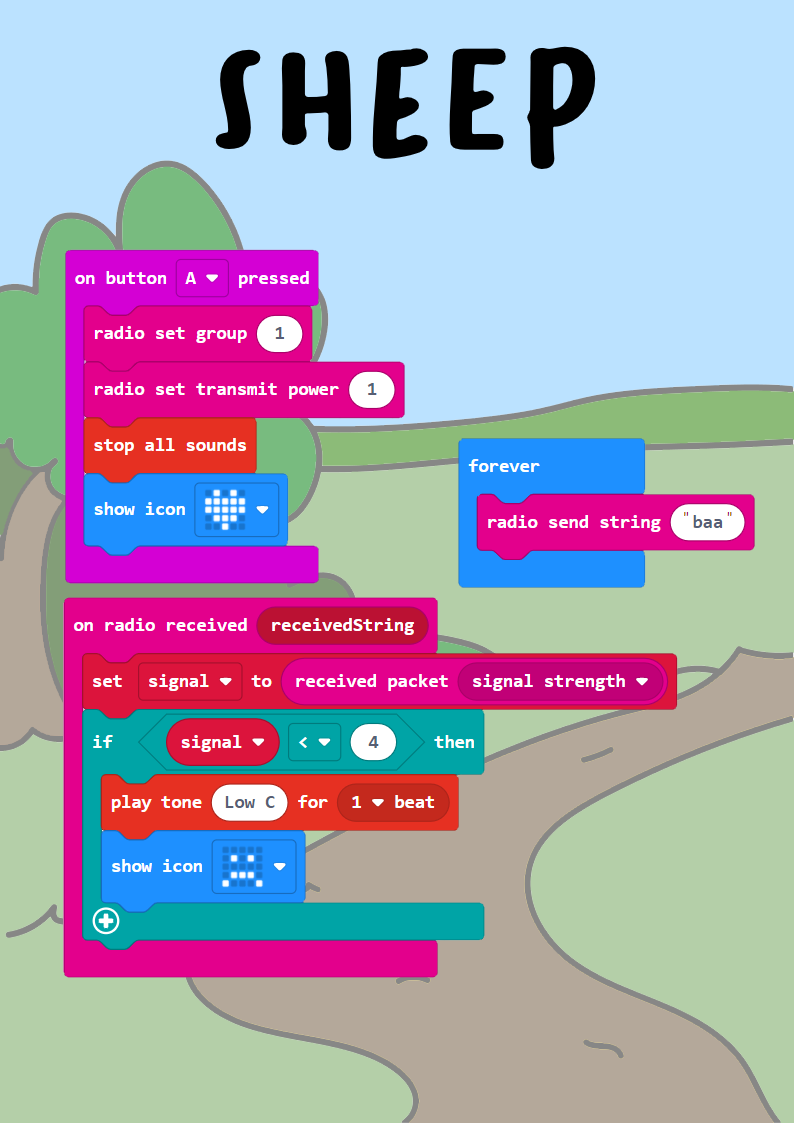 SHEEP
on button A pressed
radio set group 1
radio set transmit power 1
stop all sounds
show icon
forever
radio send string "baa"
on radio received receivedString
set signal to received packet signal strength
if signal < 4 then
play tone Low C for 1 beat
show icon